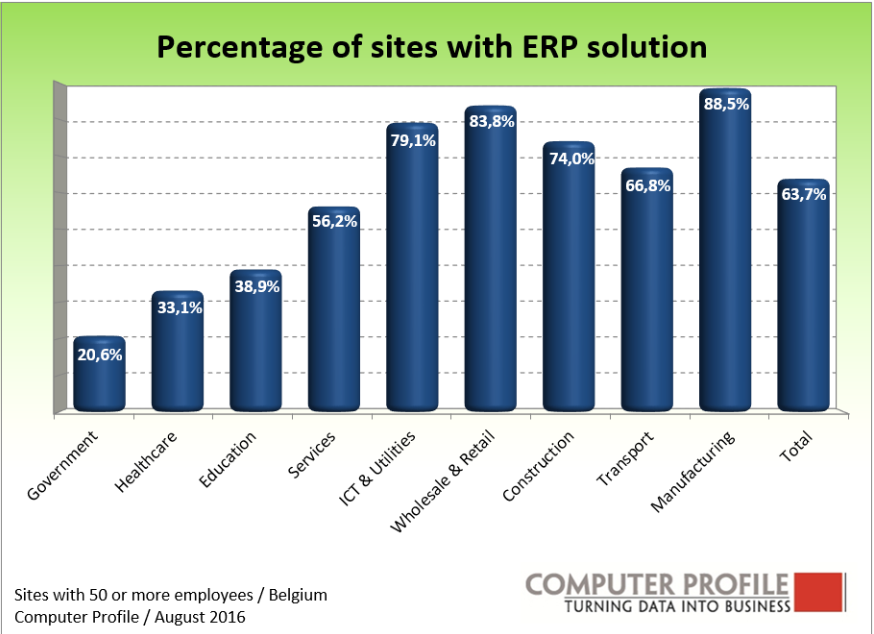 Percentage of sites with ERP solution
20,6%
33,1%
38,9%
56,2%
79,1%
83,8%
74,0%
66,8%
88,5%
63,7%
Government
Healthcare
Education
Services
ICT & Utilities
Wholesale & Retail
Construction
Transport
Manufacturing
Total
Sites with 50 or more employees / Belgium
Computer Profile / August 2016
COMPUTER PROFILE
TURNING DATA INTO BUSINESS